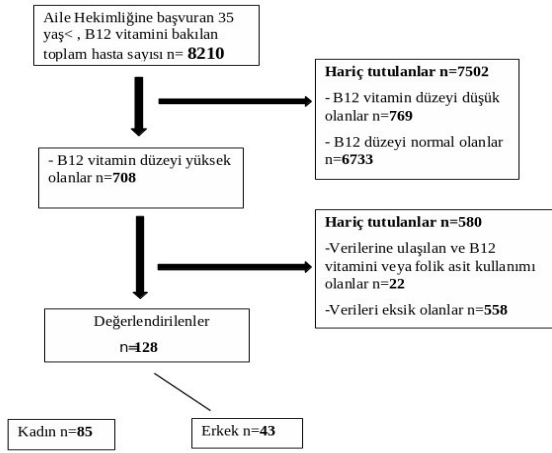 Aile Hekimliğine başvuran 35
yaş< , B12 vitamini bakılan
toplam hasta sayısı n= 8210
Hariç tutulanlar n=7502
- B12 vitamin düzeyi düşük
olanlar n=769
- B12 düzeyi normal olanlar
n=6733
- B12 vitamin düzeyi yüksek
olanlar n=708
Hariç tutulanlar n=580
-Verilerine ulaşılan ve B12
vitamini veya folik asit kullanımı
olanlar n=22
-Verileri eksik olanlar n=558
Değerlendirilenler
n=128
Kadın n=85
Erkek n=43